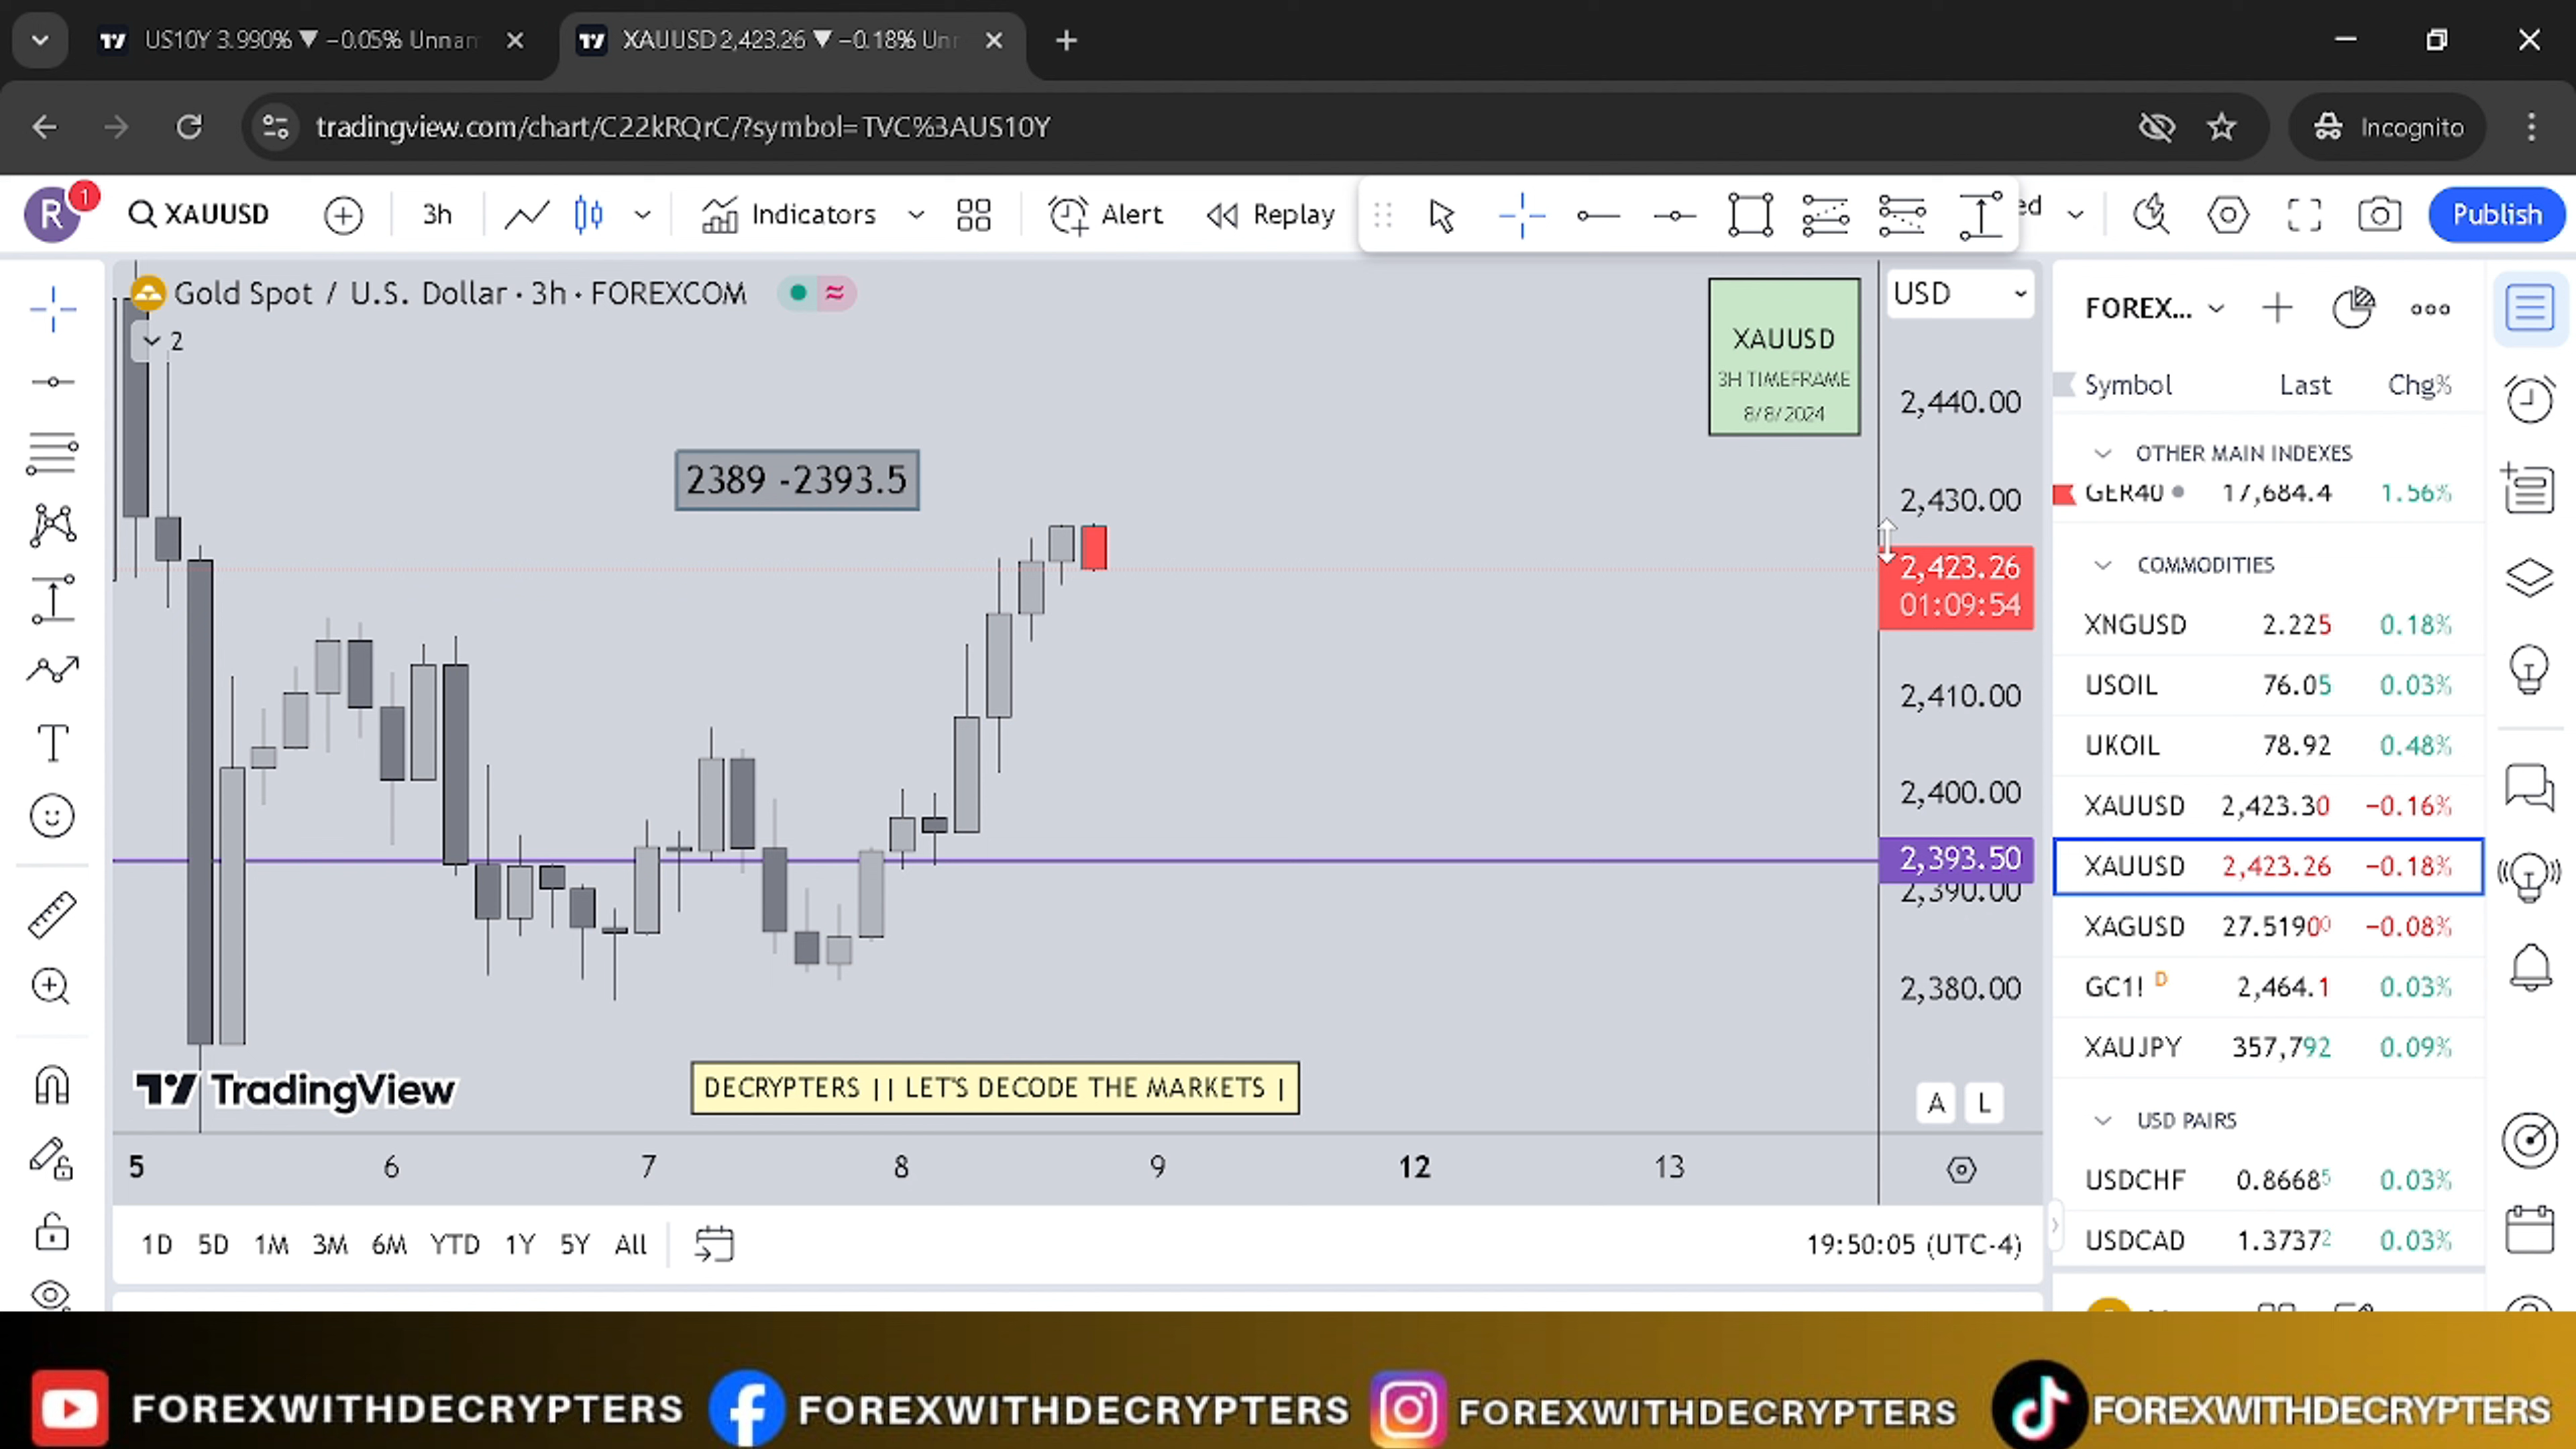 US10Y 3.990% ▼ −0.05% Unnam
XAUUSD 2,423.26 ▼ −0.18% Un
tradingview.com/chart/C22kRQrC/?symbol=TVC%3AUS10Y
Incognito
R
1
XAUUSD
3h
Indicators
Alert
Replay
ed
Publish
Gold Spot / U.S. Dollar · 3h · FOREXCOM
2
XAUUSD
3H TIMEFRAME
8/8/2024
USD
2389 -2393.5
2,440.00
2,430.00
2,423.26
01:09:54
2,410.00
2,400.00
2,393.50
2,390.00
2,380.00
A L
TradingView
DECRYPTERS || LET'S DECODE THE MARKETS |
5 6 7 8 9 12 13
1D 5D 1M 3M 6M YTD 1Y 5Y All
19:50:05 (UTC-4)
FOREX...
Symbol Last Chg%
OTHER MAIN INDEXES
GER40 17,684.4 1.56%
COMMODITIES
XNGUSD 2.225 0.18%
USOIL 76.05 0.03%
UKOIL 78.92 0.48%
XAUUSD 2,423.30 −0.16%
XAUUSD 2,423.26 −0.18%
XAGUSD 27.51900 −0.08%
GC1! D 2,464.1 0.03%
XAUJPY 357,792 0.09%
USD PAIRS
USDCHF 0.86685 0.03%
USDCAD 1.37372 0.03%
FOREXWITHDECRYPTERS FOREXWITHDECRYPTERS FOREXWITHDECRYPTERS FOREXWITHDECRYPTERS